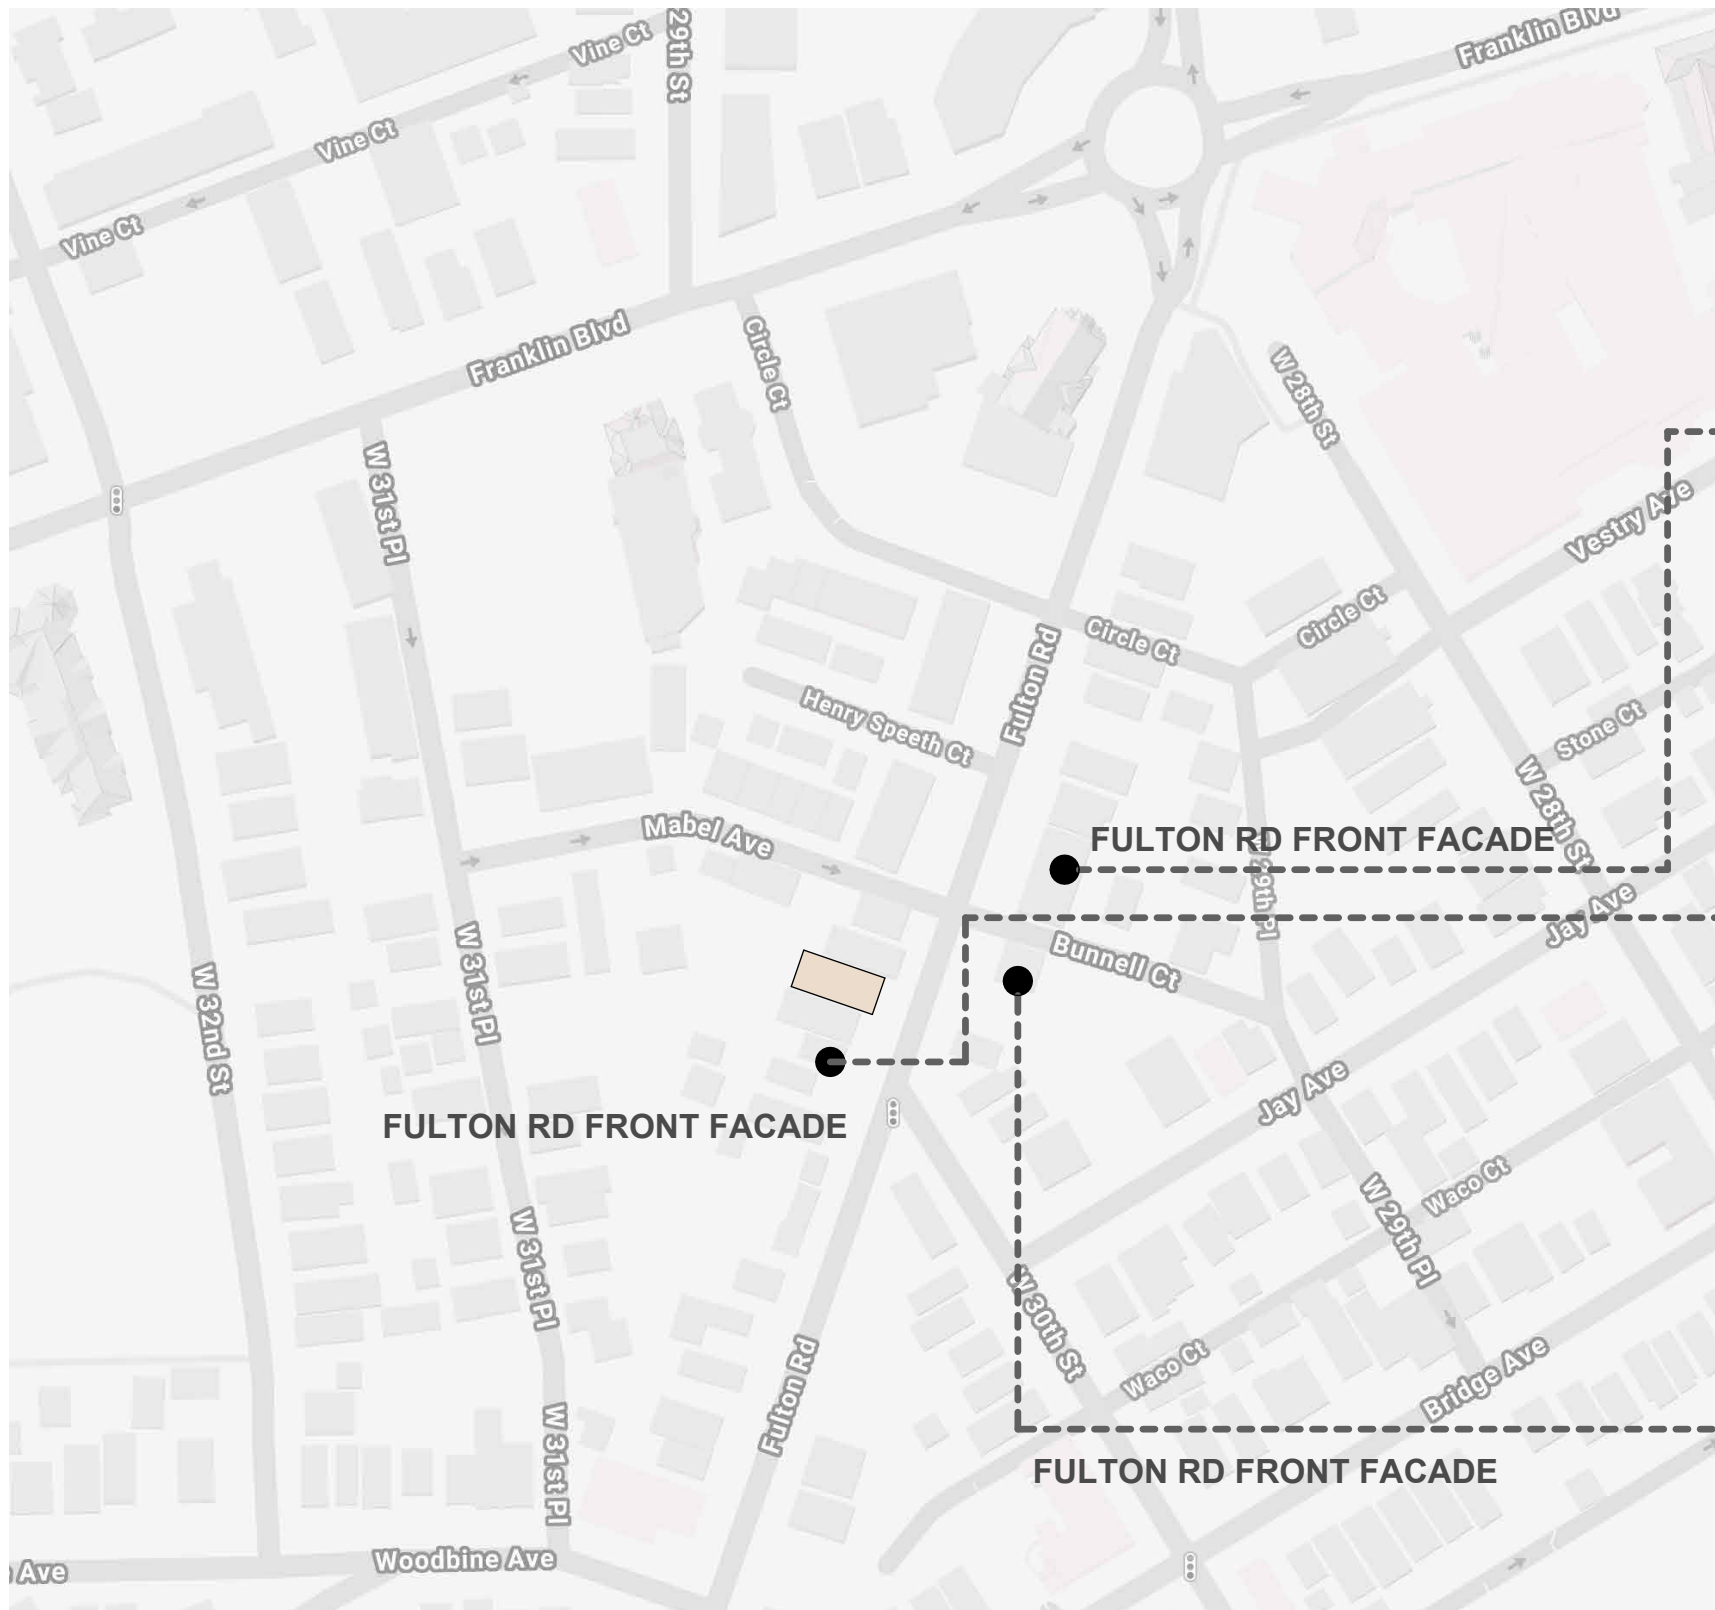 29th St
Franklin Blvd
Vine Ct
Vine Ct
Vine Ct
Franklin Blvd
Circle Ct
W 28th St
W 31st Pl
Vestry Ave
Circle Ct
Circle Ct
Fulton Rd
Henry Speeth Ct
Stone Ct
W 28th St
Mabel Ave
FULTON RD FRONT FACADE
W 29th Pl
Jay Ave
Bunnell Ct
W 31st Pl
W 32nd St
Jay Ave
FULTON RD FRONT FACADE
Waco Ct
W 29th Pl
W 31st Pl
W 30th St
Waco Ct
Bridge Ave
Fulton Rd
W 31st Pl
FULTON RD FRONT FACADE
Woodbine Ave
Ave